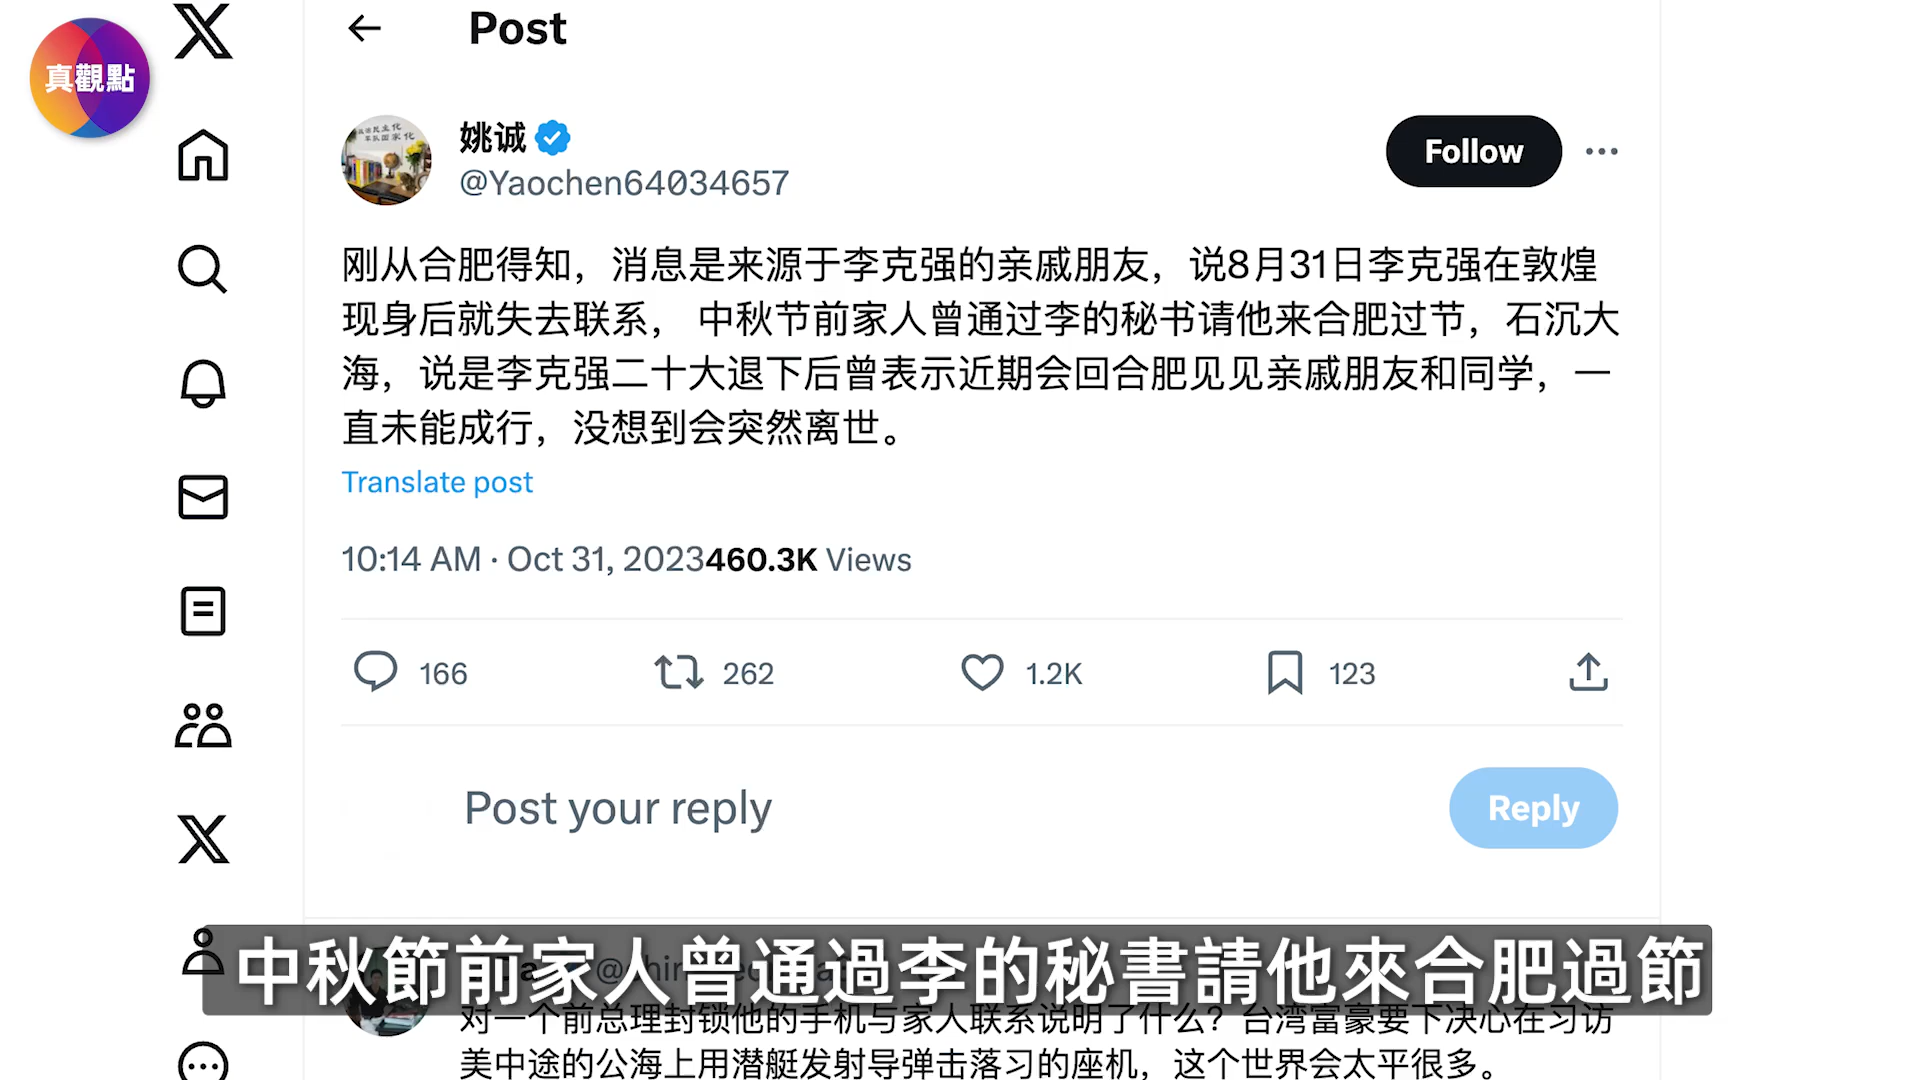 真觀點
Post
姚诚
@Yaochen64034657
Follow
刚从合肥得知，消息是来源于李克强的亲戚朋友，说8月31日李克强在敦煌
现身后就失去联系， 中秋节前家人曾通过李的秘书请他来合肥过节，石沉大
海，说是李克强二十大退下后曾表示近期会回合肥见见亲戚朋友和同学，一
直未能成行，没想到会突然离世。
Translate post
10:14 AM · Oct 31, 2023460.3K Views
166
262
1.2K
123
Post your reply
Reply
中秋節前家人曾通過李的秘書請他來合肥過節
对一个前总理封锁他的手机与家人联系说明了什么？台湾富豪要下决心在习访
美中途的公海上用潜艇发射导弹击落习的座机，这个世界会太平很多。